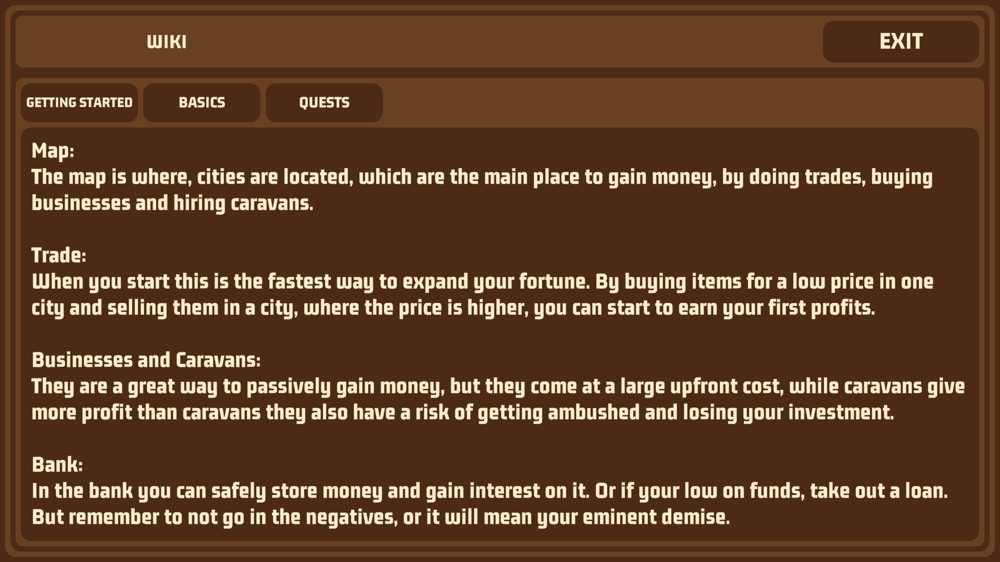 WIKI
EXIT
GETTING STARTED
BASICS
QUESTS
Map:
The map is where, cities are located, which are the main place to gain money, by doing trades, buying
businesses and hiring caravans.
Trade:
When you start this is the fastest way to expand your fortune. By buying items for a low price in one
city and selling them in a city, where the price is higher, you can start to earn your first profits.
Businesses and Caravans:
They are a great way to passively gain money, but they come at a large upfront cost, while caravans give
more profit than caravans they also have a risk of getting ambushed and losing your investment.
Bank:
In the bank you can safely store money and gain interest on it. Or if your low on funds, take out a loan.
But remember to not go in the negatives, or it will mean your eminent demise.